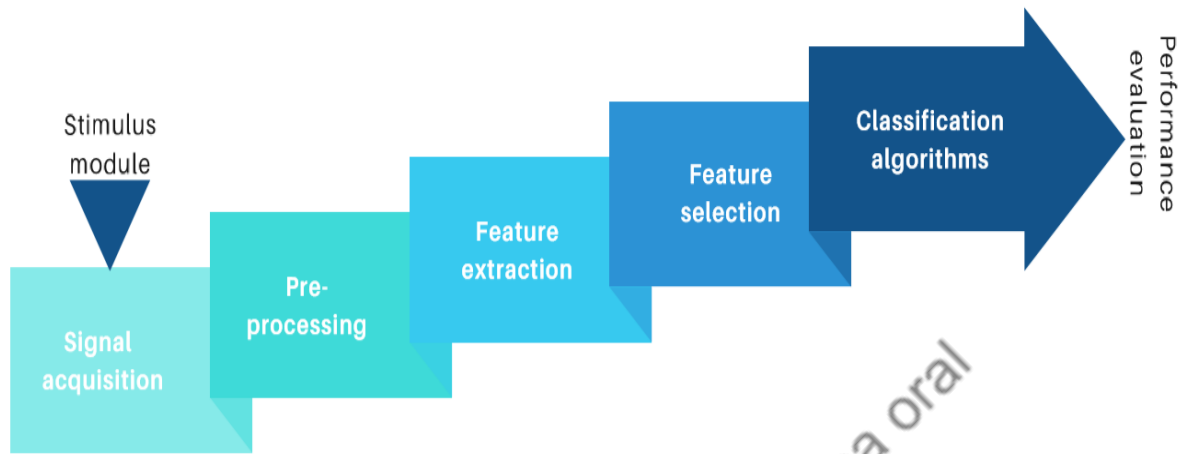 Stimulus
module
Signal
acquisition
Pre-
processing
Feature
extraction
Feature
selection
Classification
algorithms
Performance
evaluation
a oral